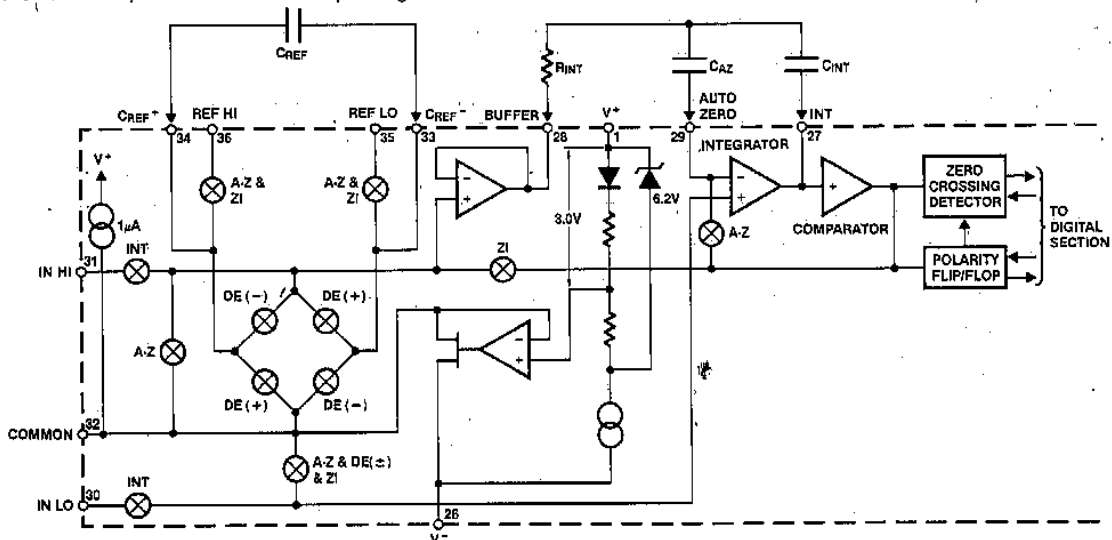 CREF
CREF+
REF HI
REF LO
CREF-
BUFFER
RINT
V+
CAZ
AUTO
ZERO
CINT
INT
34
36
35
33
28
1
29
27
V+
1µA
A-Z &
ZI
A-Z &
ZI
3.0V
6.2V
INTEGRATOR
A-Z
COMPARATOR
ZERO
CROSSING
DETECTOR
POLARITY
FLIP/FLOP
TO
DIGITAL
SECTION
INT
31
IN HI
ZI
A-Z
DE(-)
DE(+)
DE(+)
DE(-)
32
COMMON
A-Z & DE(±)
& ZI
INT
30
IN LO
26
V-